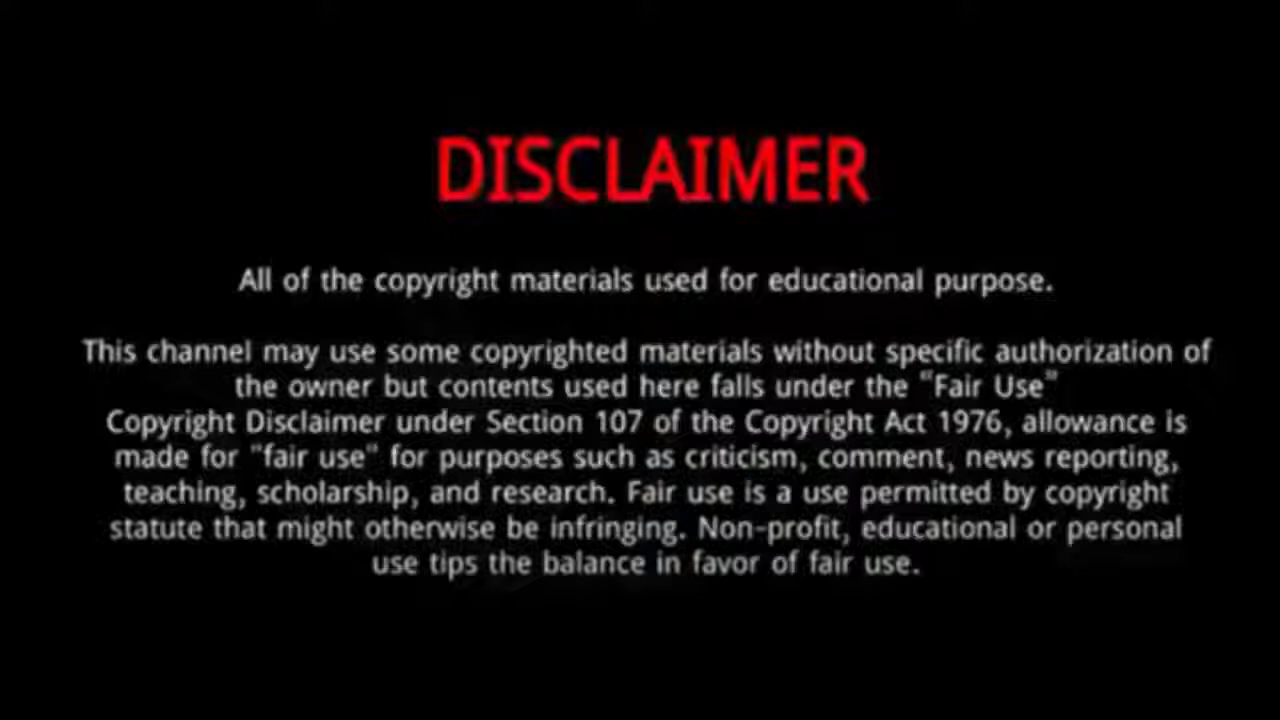 DISCLAIMER
All of the copyright materials used for educational purpose.
This channel may use some copyrighted materials without specific authorization of
the owner but contents used here falls under the "Fair Use"
Copyright Disclaimer under Section 107 of the Copyright Act 1976, allowance is
made for "fair use" for purposes such as criticism, comment, news reporting,
teaching, scholarship, and research. Fair use is a use permitted by copyright
statute that might otherwise be infringing. Non-profit, educational or personal
use tips the balance in favor of fair use.